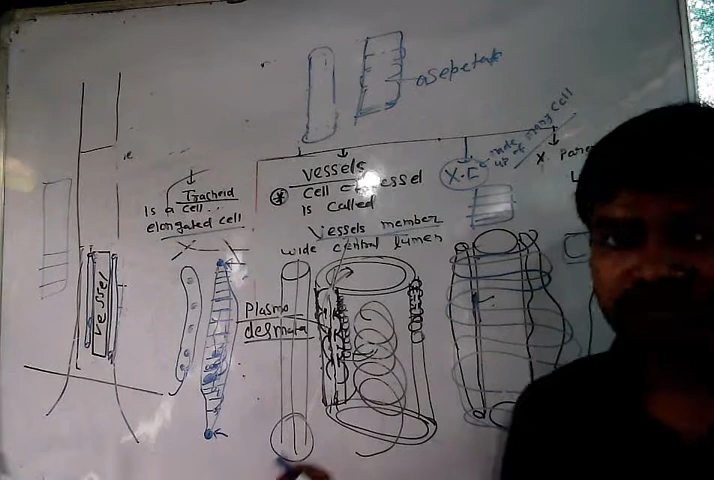 asepetate
made up of many cell
Tracheid
Is a cell
elongated cell
vessels
cell of vessel
is called
Vessels member
wide central lumen
X.F
X. Para
Vessel
Plasmo
desmata